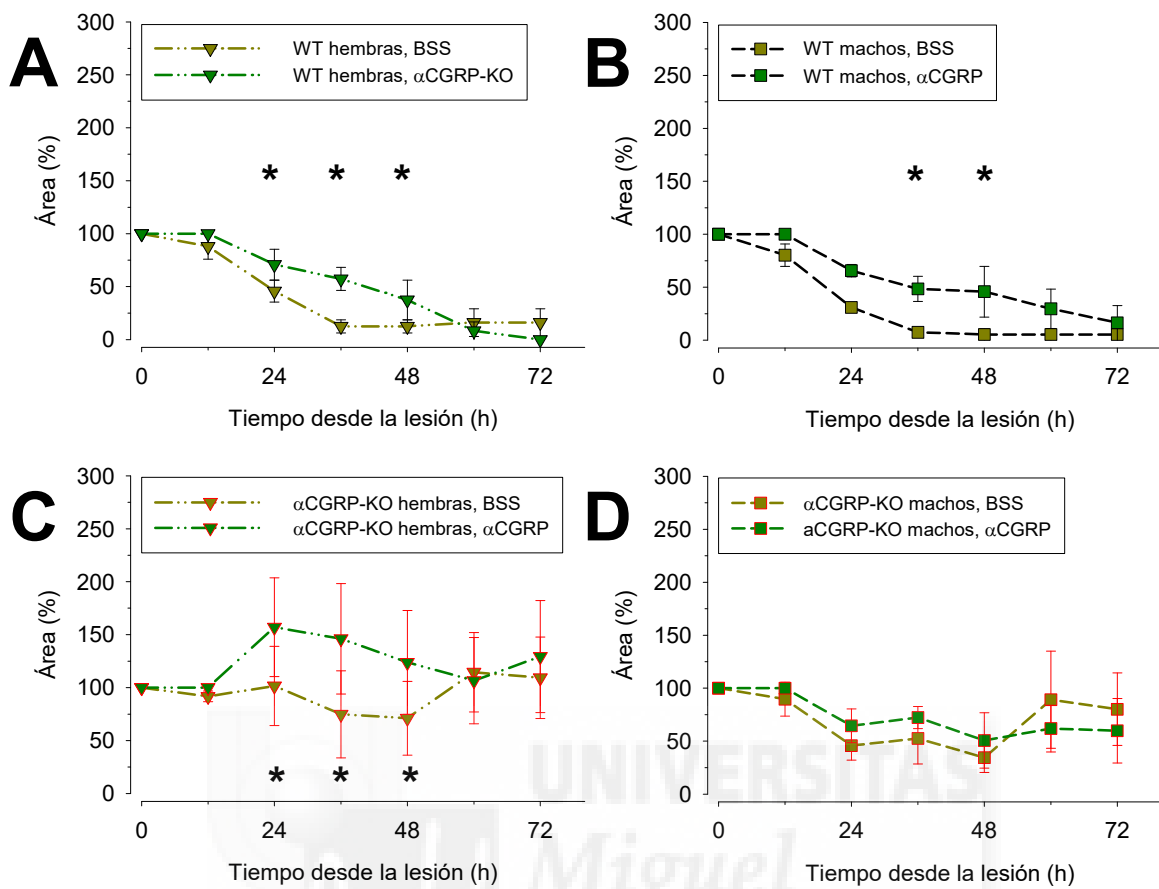 A
300
250
200
150
100
50
0
Área (%)
WT hembras, BSS
WT hembras, αCGRP-KO
* * *
0 24 48 72
Tiempo desde la lesión (h)
B
300
250
200
150
100
50
0
Área (%)
WT machos, BSS
WT machos, αCGRP
* *
0 24 48 72
Tiempo desde la lesión (h)
C
300
250
200
150
100
50
0
Área (%)
αCGRP-KO hembras, BSS
αCGRP-KO hembras, αCGRP
* * *
0 24 48 72
Tiempo desde la lesión (h)
D
300
250
200
150
100
50
0
Área (%)
αCGRP-KO machos, BSS
aCGRP-KO machos, αCGRP
0 24 48 72
Tiempo desde la lesión (h)
UNIVERSITAS
Miguel